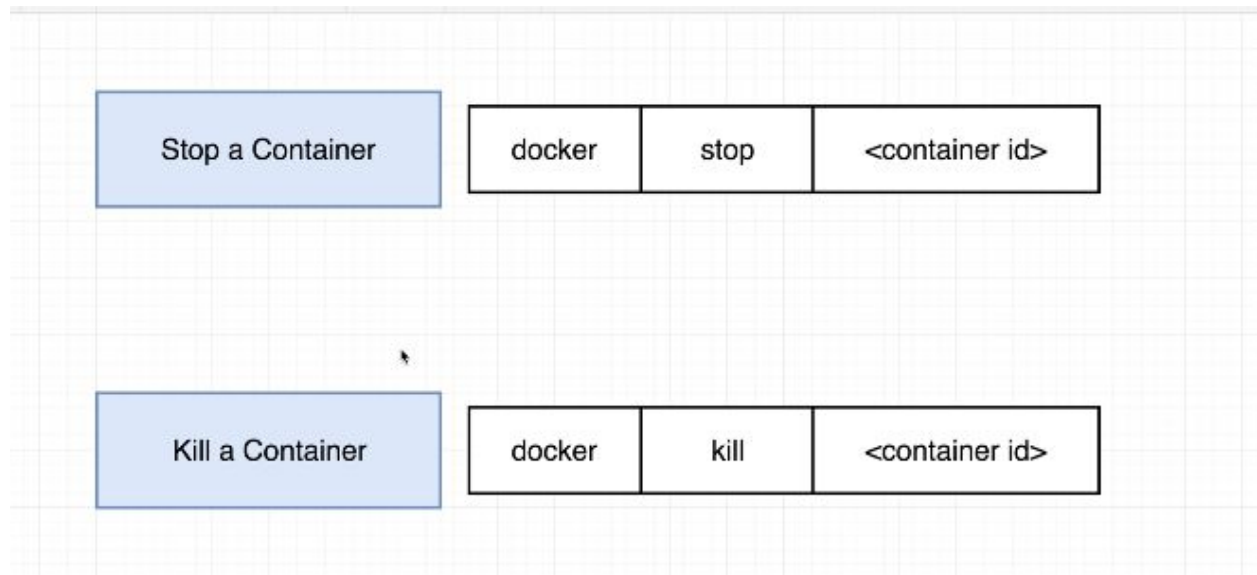 Stop a Container docker stop <container id>
Kill a Container docker kill <container id>